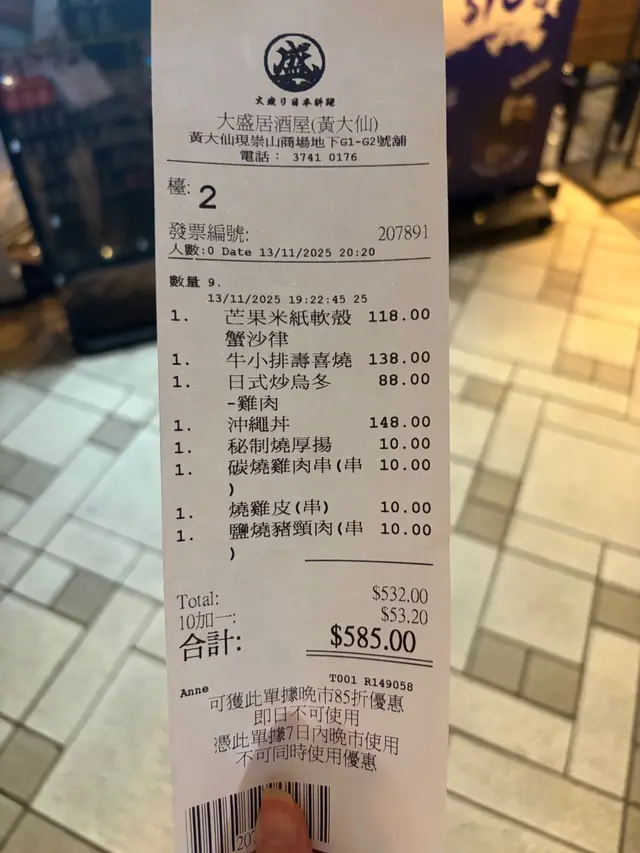 盛
大盛り日本料理
大盛居酒屋(黃大仙)
黃大仙現崇山商場地下G1-G2號舖
電話： 3741 0176
檯: 2
發票編號: 207891
人數:0 Date 13/11/2025 20:20
數量 9.
13/11/2025 19:22:45 25
1. 芒果米紙軟殼 118.00
蟹沙律
1. 牛小排壽喜燒 138.00
1. 日式炒烏冬 88.00
-雞肉
1. 沖繩丼 148.00
1. 秘制燒厚揚 10.00
1. 碳燒雞肉串(串 10.00
)
1. 燒雞皮(串) 10.00
1. 鹽燒豬頸肉(串 10.00
)
Total: $532.00
10加一: $53.20
合計: $585.00
T001 R149058
Anne
可獲此單據晚市85折優惠
即日不可使用
憑此單據7日內晚市使用
不可同時使用優惠